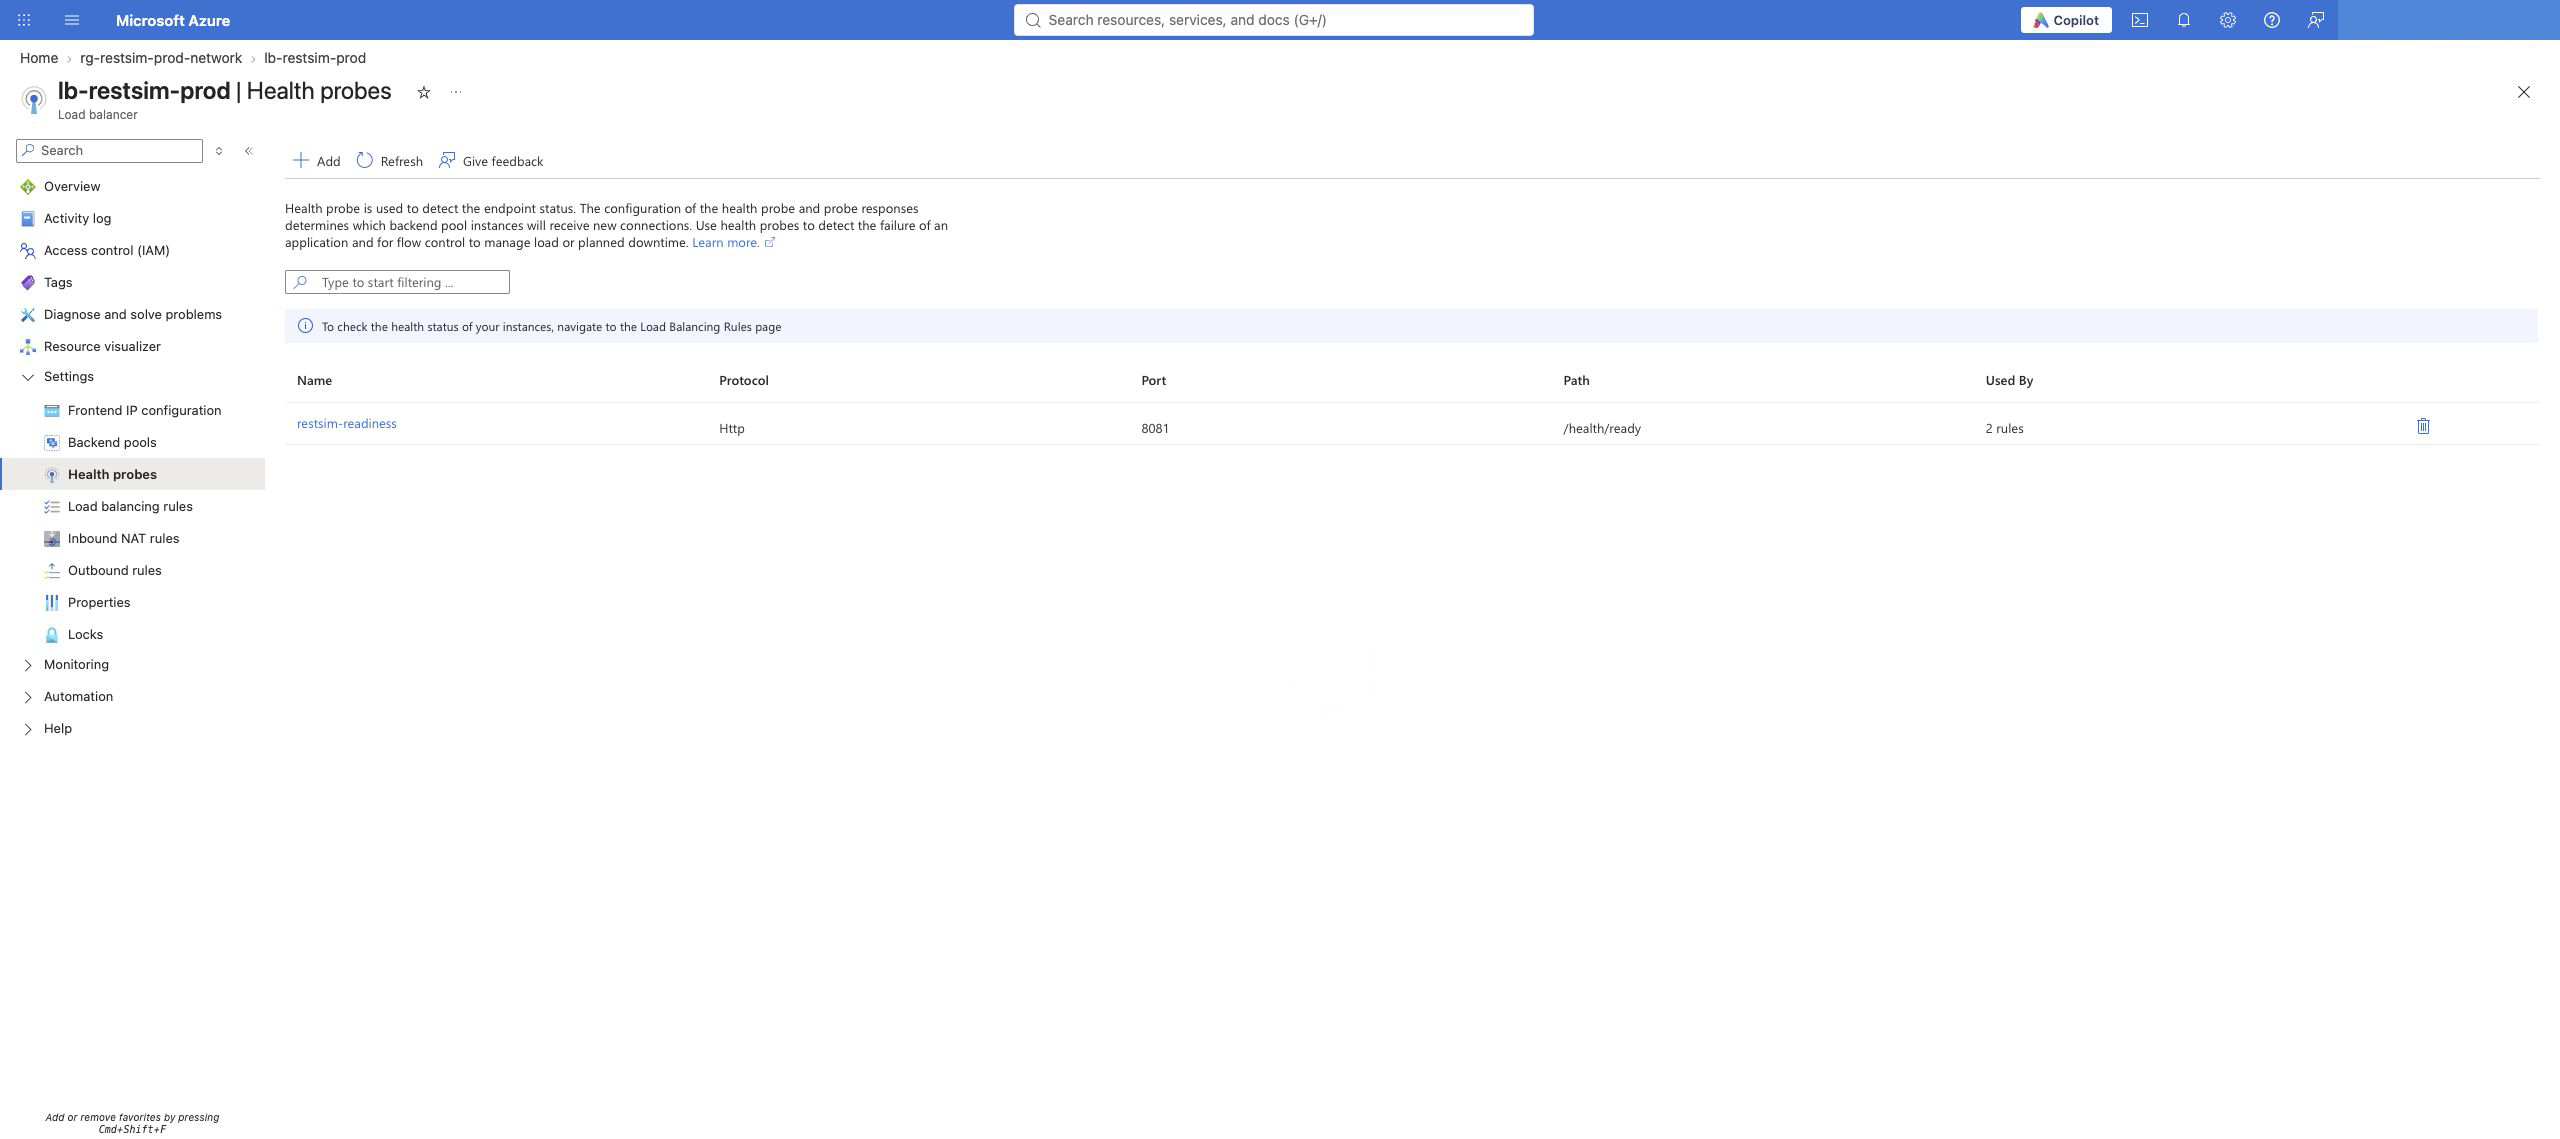 Microsoft Azure
Search resources, services, and docs (G+/)
Copilot
Home > rg-restsim-prod-network > lb-restsim-prod
lb-restsim-prod | Health probes
Load balancer
Search
Overview
Activity log
Access control (IAM)
Tags
Diagnose and solve problems
Resource visualizer
Settings
Frontend IP configuration
Backend pools
Health probes
Load balancing rules
Inbound NAT rules
Outbound rules
Properties
Locks
Monitoring
Automation
Help
Add or remove favorites by pressing
Cmd+Shift+F
Add Refresh Give feedback
Health probe is used to detect the endpoint status. The configuration of the health probe and probe responses
determines which backend pool instances will receive new connections. Use health probes to detect the failure of an
application and for flow control to manage load or planned downtime. Learn more.
Type to start filtering ...
To check the health status of your instances, navigate to the Load Balancing Rules page
Name Protocol Port Path Used By
restsim-readiness Http 8081 /health/ready 2 rules